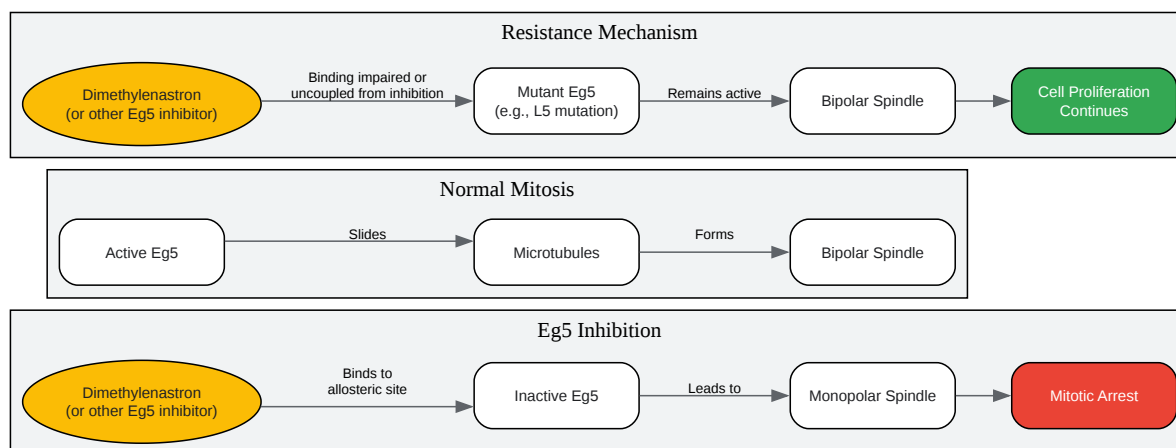 Resistance Mechanism
Dimethylenastron
(or other Eg5 inhibitor)
Binding impaired or
uncoupled from inhibition
Mutant Eg5
(e.g., L5 mutation)
Remains active
Bipolar Spindle
Cell Proliferation
Continues
Normal Mitosis
Active Eg5
Slides
Microtubules
Forms
Bipolar Spindle
Eg5 Inhibition
Dimethylenastron
(or other Eg5 inhibitor)
Binds to
allosteric site
Inactive Eg5
Leads to
Monopolar Spindle
Mitotic Arrest